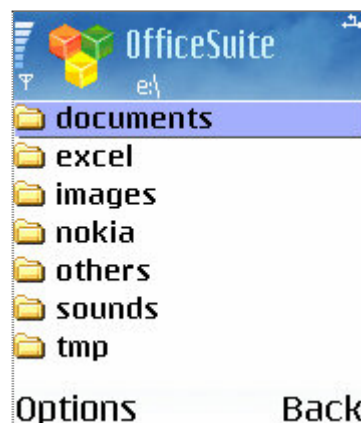 OfficeSuite
e:\
documents
excel
images
nokia
others
sounds
tmp
Options Back